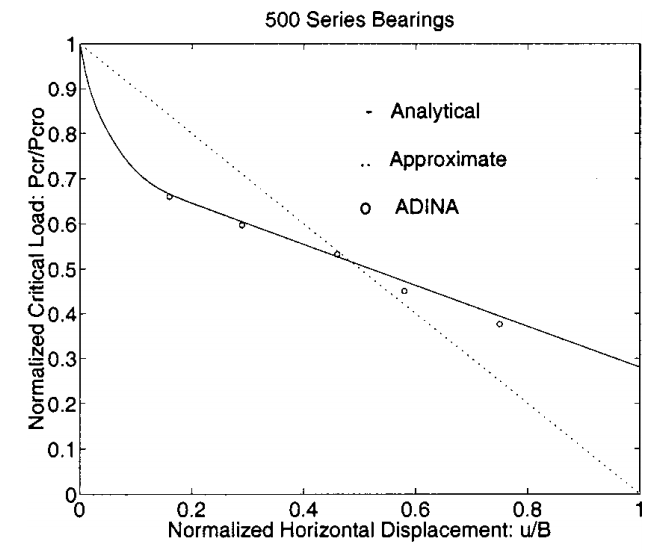 500 Series Bearings
Normalized Critical Load: Pcr/Pcro
1
0.9
0.8
0.7
0.6
0.5
0.4
0.3
0.2
0.1
0
- Analytical
.. Approximate
o ADINA
0 0.2 0.4 0.6 0.8 1
Normalized Horizontal Displacement: u/B